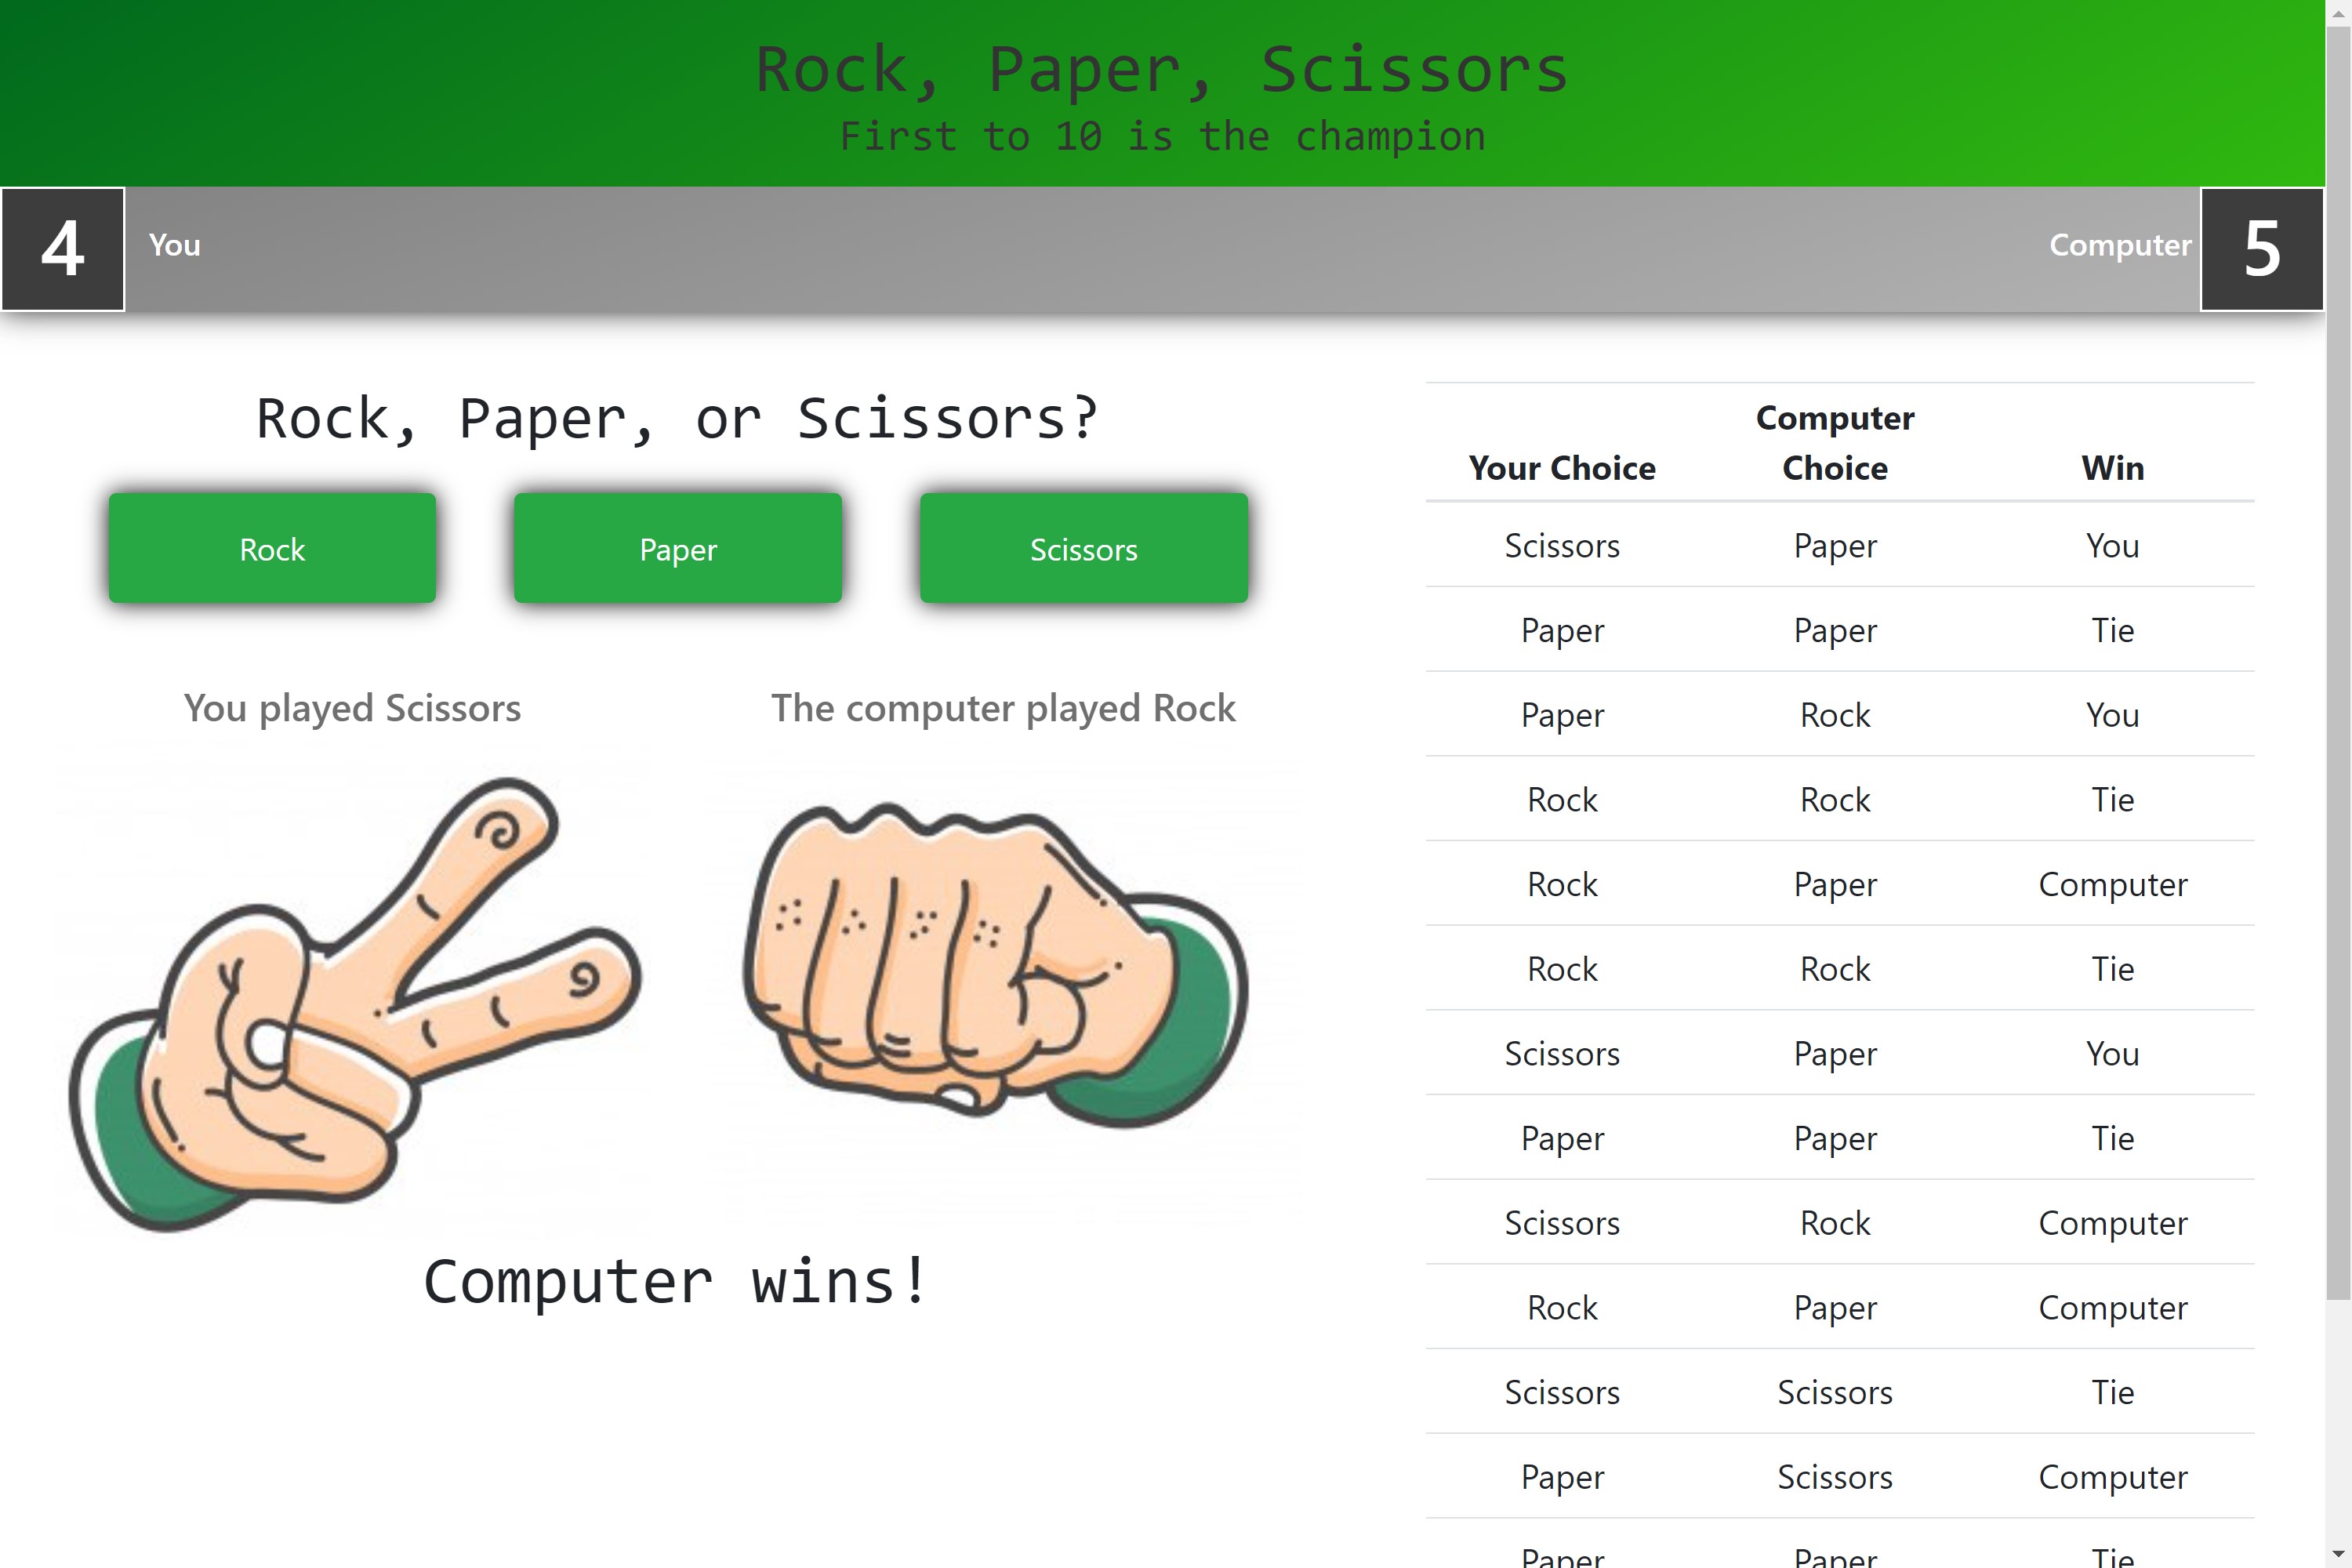 Rock, Paper, Scissors
First to 10 is the champion
4 You Computer 5
Rock, Paper, or Scissors?
Rock Paper Scissors
You played Scissors The computer played Rock
Computer wins!
Your Choice Computer Choice Win
Scissors Paper You
Paper Paper Tie
Paper Rock You
Rock Rock Tie
Rock Paper Computer
Rock Rock Tie
Scissors Paper You
Paper Paper Tie
Scissors Rock Computer
Rock Paper Computer
Scissors Scissors Tie
Paper Scissors Computer
Paper Paper Tie